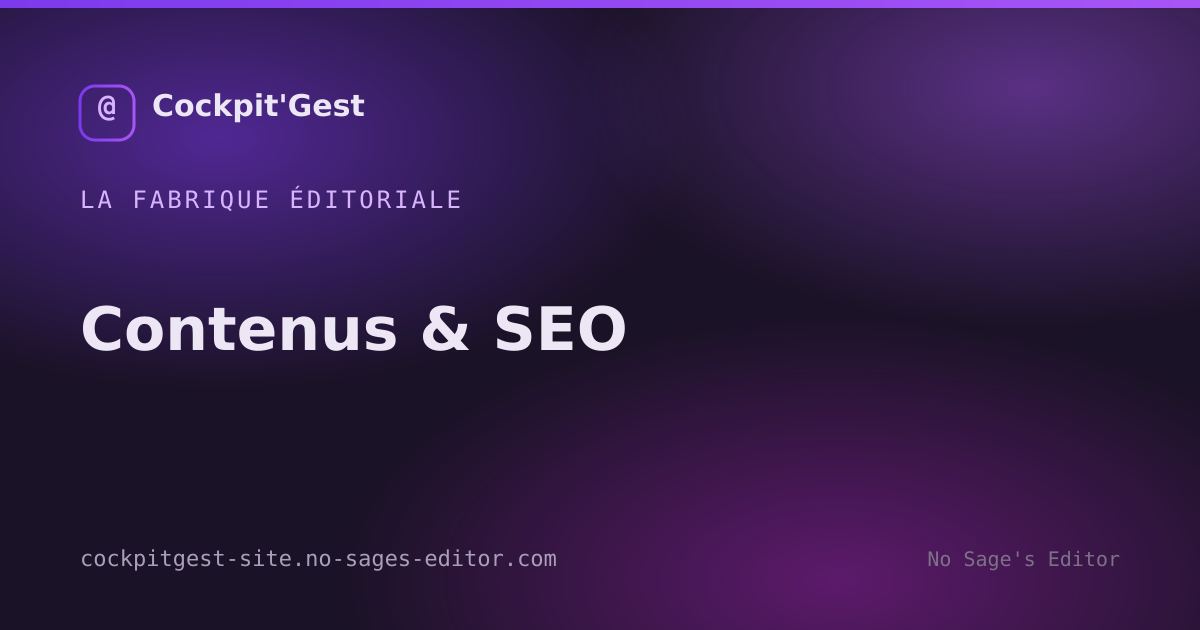 @ Cockpit'Gest
LA FABRIQUE ÉDITORIALE
Contenus & SEO
cockpitgest-site.no-sages-editor.com
No Sage's Editor